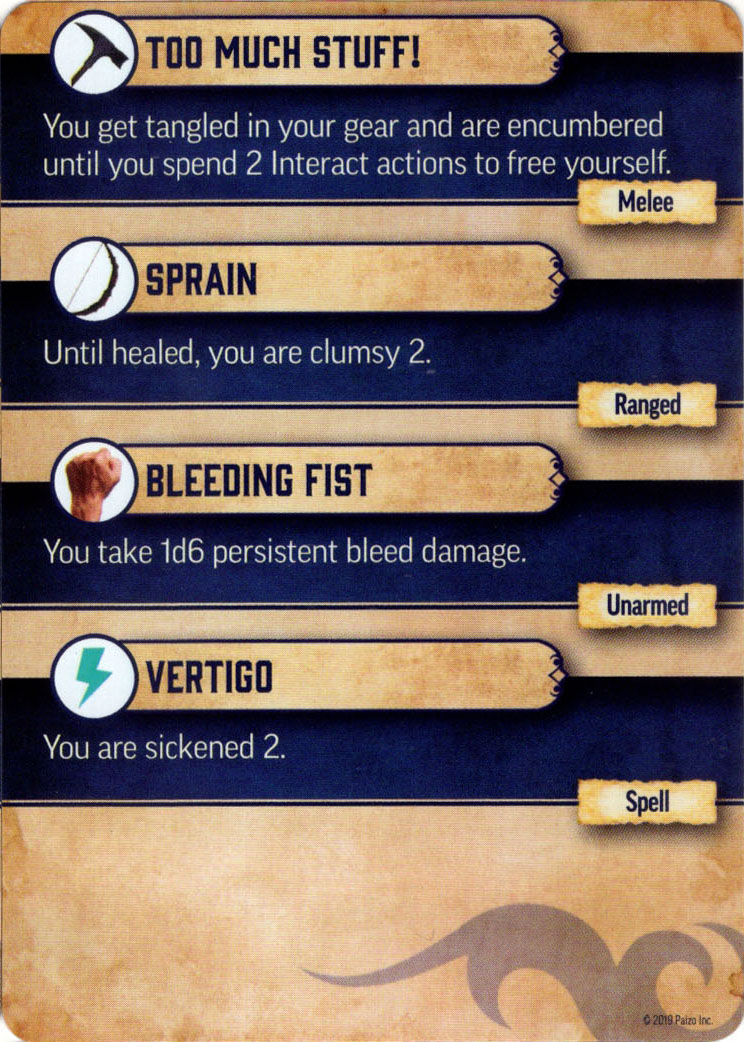 TOO MUCH STUFF!
You get tangled in your gear and are encumbered
until you spend 2 Interact actions to free yourself.
Melee
SPRAIN
Until healed, you are clumsy 2.
Ranged
BLEEDING FIST
You take 1d6 persistent bleed damage.
Unarmed
VERTIGO
You are sickened 2.
Spell
© 2019 Paizo Inc.